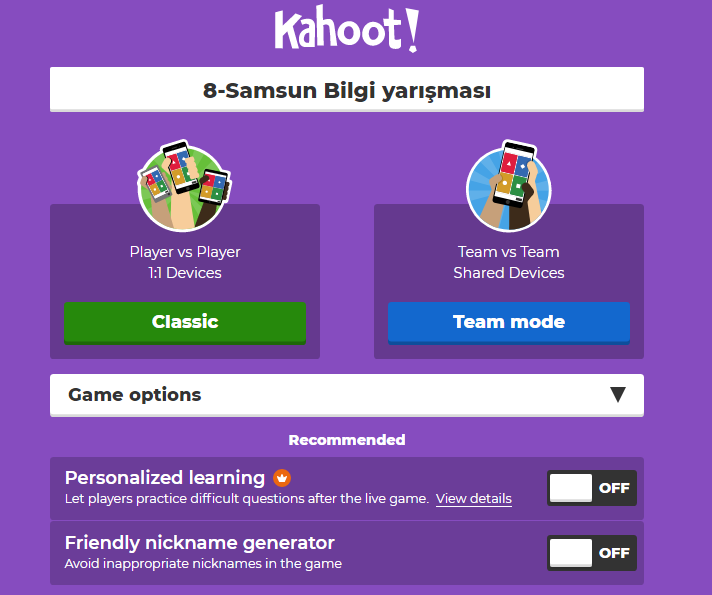 Kahoot!
8-Samsun Bilgi yarışması
Player vs Player
1:1 Devices
Classic
Team vs Team
Shared Devices
Team mode
Game options
Recommended
Personalized learning
Let players practice difficult questions after the live game. View details
OFF
Friendly nickname generator
Avoid inappropriate nicknames in the game
OFF